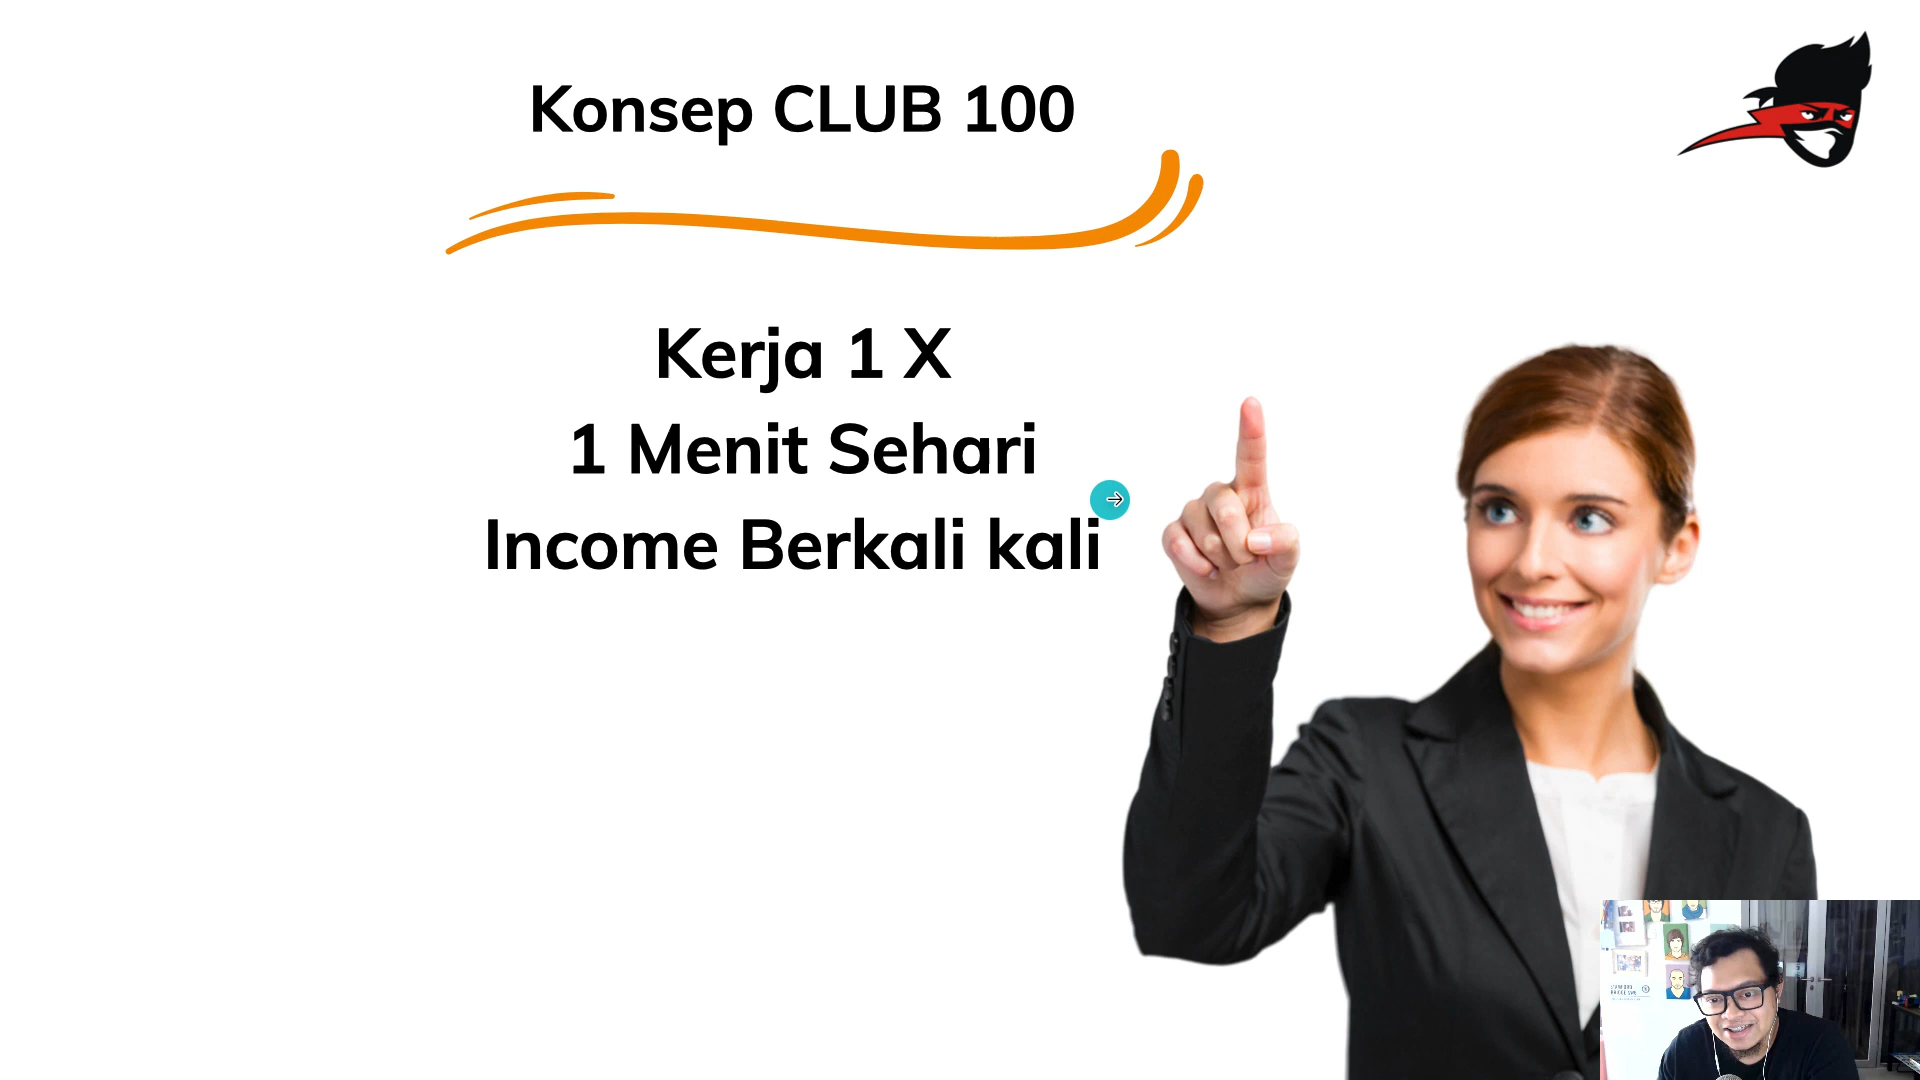 Konsep CLUB 100
Kerja 1 X
1 Menit Sehari
Income Berkali kali